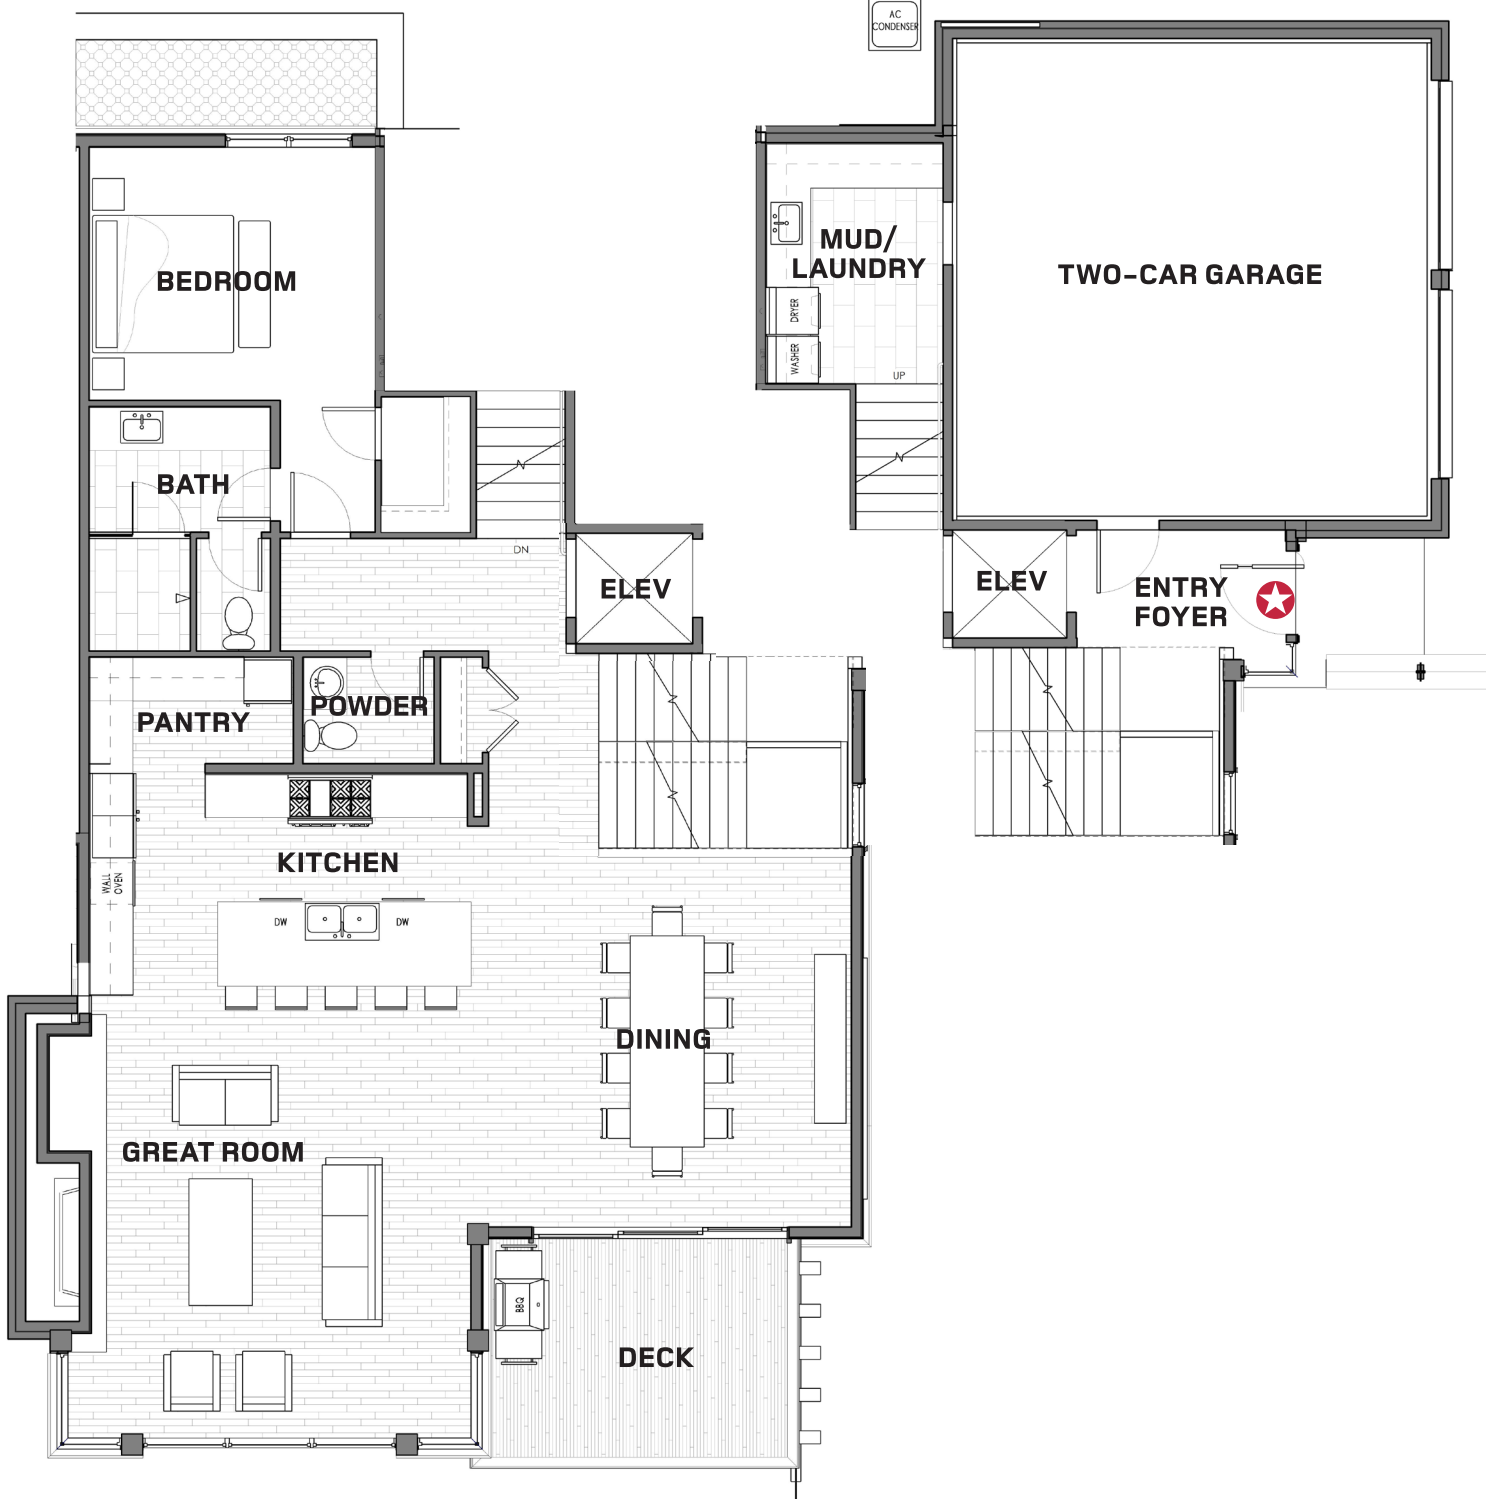 AC
CONDENSER
MUD/
LAUNDRY
DRYER
WASHER
UP
TWO-CAR GARAGE
BEDROOM
BATH
DN
ELEV
ELEV
ENTRY
FOYER
PANTRY
POWDER
KITCHEN
WALL
OVEN
DW
DW
DINING
GREAT ROOM
BBQ
DECK